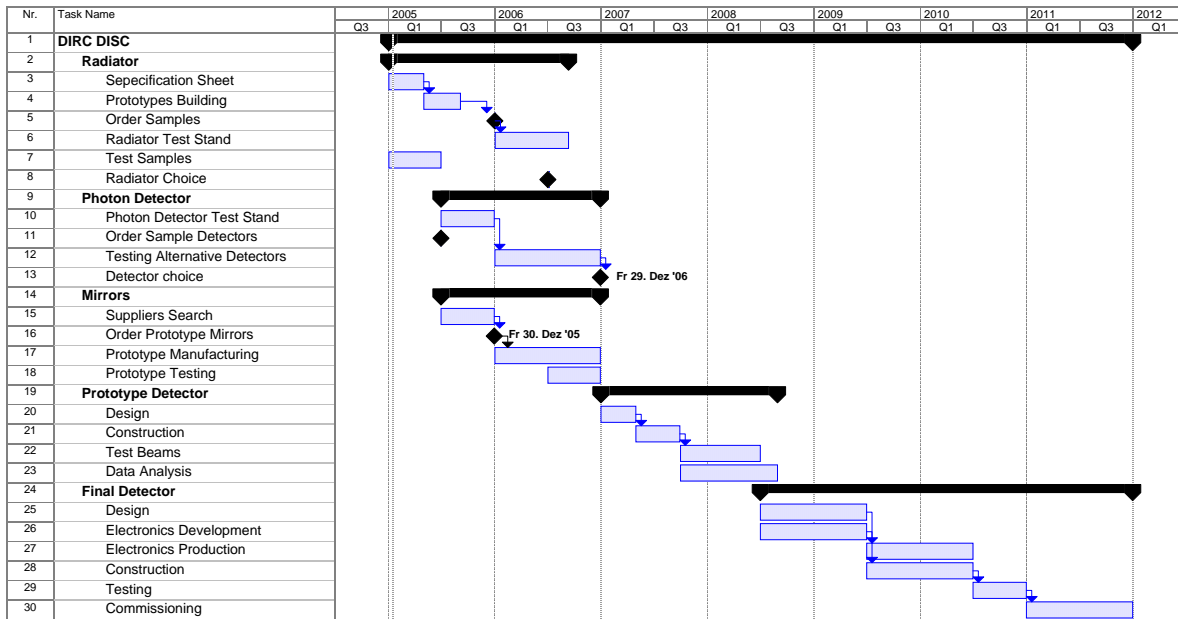 Nr. Task Name 2005 2006 2007 2008 2009 2010 2011 2012
Q3 Q1 Q3 Q1 Q3 Q1 Q3 Q1 Q3 Q1 Q3 Q1 Q3 Q1 Q3 Q1
1 DIRC DISC
2 Radiator
3 Sepecification Sheet
4 Prototypes Building
5 Order Samples
6 Radiator Test Stand
7 Test Samples
8 Radiator Choice
9 Photon Detector
10 Photon Detector Test Stand
11 Order Sample Detectors
12 Testing Alternative Detectors
13 Detector choice Fr 29. Dez '06
14 Mirrors
15 Suppliers Search
16 Order Prototype Mirrors Fr 30. Dez '05
17 Prototype Manufacturing
18 Prototype Testing
19 Prototype Detector
20 Design
21 Construction
22 Test Beams
23 Data Analysis
24 Final Detector
25 Design
26 Electronics Development
27 Electronics Production
28 Construction
29 Testing
30 Commissioning